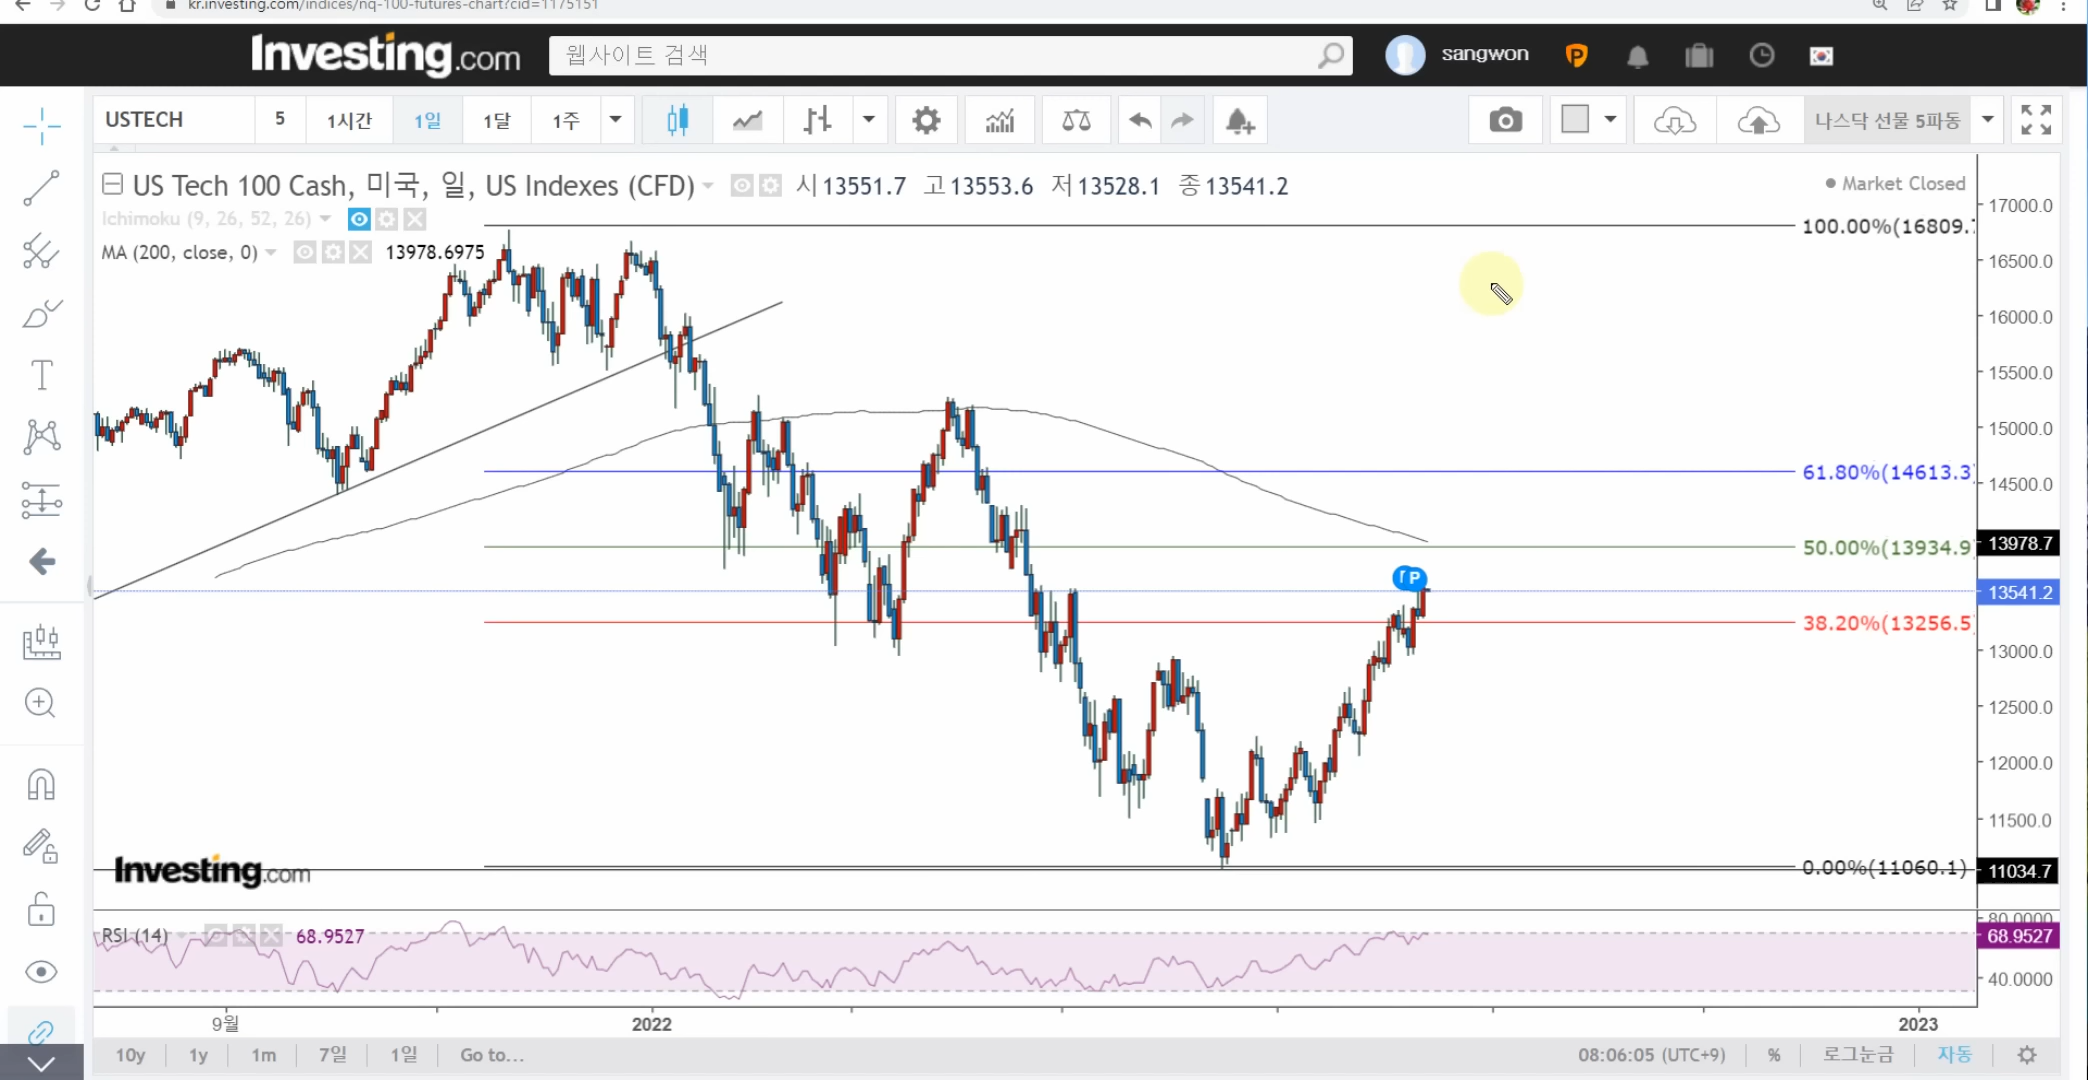 kr.investing.com/indices/nq-100-futures-chart?cid=1175151
Investing.com
웹사이트 검색
sangwon
USTECH
5
1시간
1일
1달
1주
나스닥 선물 5파동
US Tech 100 Cash, 미국, 일, US Indexes (CFD)
시 13551.7 고 13553.6 저 13528.1 종 13541.2
Market Closed
Ichimoku (9, 26, 52, 26)
MA (200, close, 0)
13978.6975
17000.0
100.00%(16809.7
16500.0
16000.0
15500.0
15000.0
61.80%(14613.3
14500.0
13978.7
50.00%(13934.9
P
13541.2
38.20%(13256.5
13000.0
12500.0
12000.0
11500.0
0.00%(11060.1)
11034.7
Investing.com
RSI (14)
68.9527
80.0000
68.9527
40.0000
9월
2022
2023
10y
1y
1m
7일
1일
Go to...
08:06:05 (UTC+9)
%
로그눈금
자동